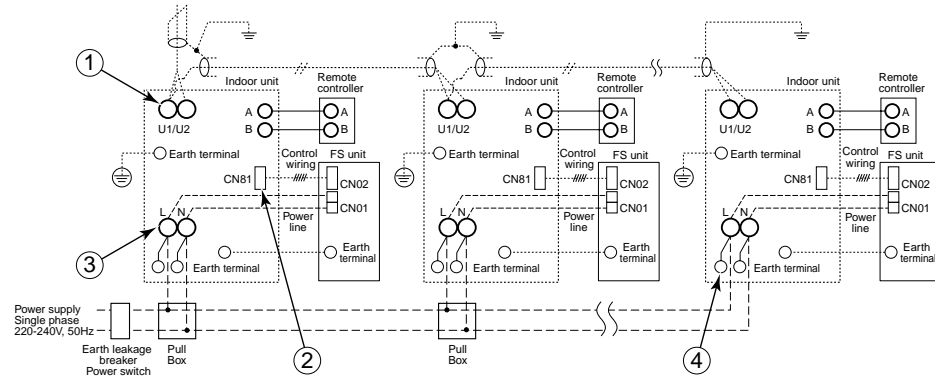 1
Indoor unit
Remote
controller
A
A
B
B
U1/U2
Earth terminal
Control
wiring
FS unit
CN81
CN02
CN01
L
N
Power
line
3
Earth
terminal
Earth terminal
Indoor unit
Remote
controller
A
A
B
B
U1/U2
Earth terminal
Control
wiring
FS unit
CN81
CN02
CN01
L
N
Power
line
Earth
terminal
Earth terminal
Indoor unit
Remote
controller
A
A
B
B
U1/U2
Earth terminal
Control
wiring
FS unit
CN81
CN02
CN01
L
N
Power
line
Earth
terminal
Earth terminal
Power supply
Single phase
220-240V, 50Hz
Earth leakage
breaker
Power switch
Pull
Box
2
Pull
Box
4